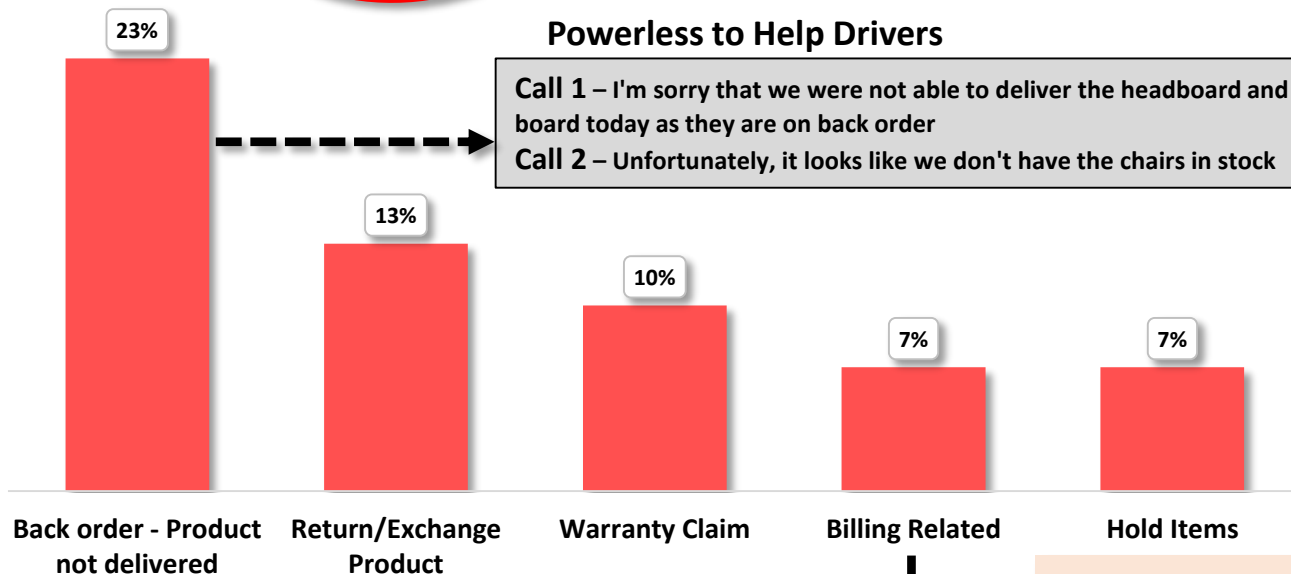 Powerless to Help Drivers
23%
Call 1 – I'm sorry that we were not able to deliver the headboard and
board today as they are on back order
Call 2 – Unfortunately, it looks like we don't have the chairs in stock
13%
10%
7%
7%
Back order - Product
not delivered
Return/Exchange
Product
Warranty Claim
Billing Related
Hold Items